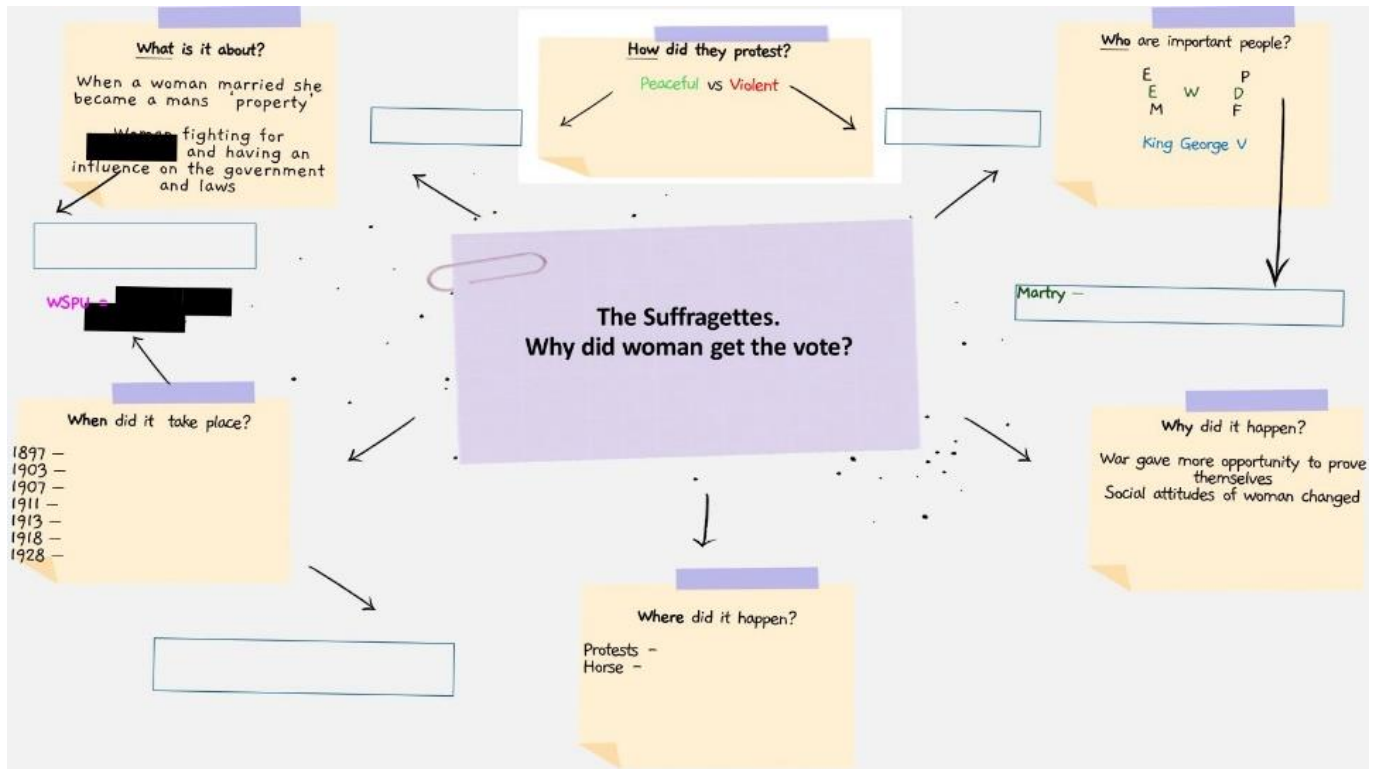 What is it about?
When a woman married she
became a mans 'property'
Woman fighting for
and having an
influence on the government
and laws
How did they protest?
Peaceful vs Violent
Who are important people?
E P
E W D
M F
King George V
WSPU =
The Suffragettes.
Why did woman get the vote?
Martry –
When did it take place?
1897 –
1903 –
1907 –
1911 –
1913 –
1918 –
1928 –
Why did it happen?
War gave more opportunity to prove
themselves
Social attitudes of woman changed
Where did it happen?
Protests –
Horse –